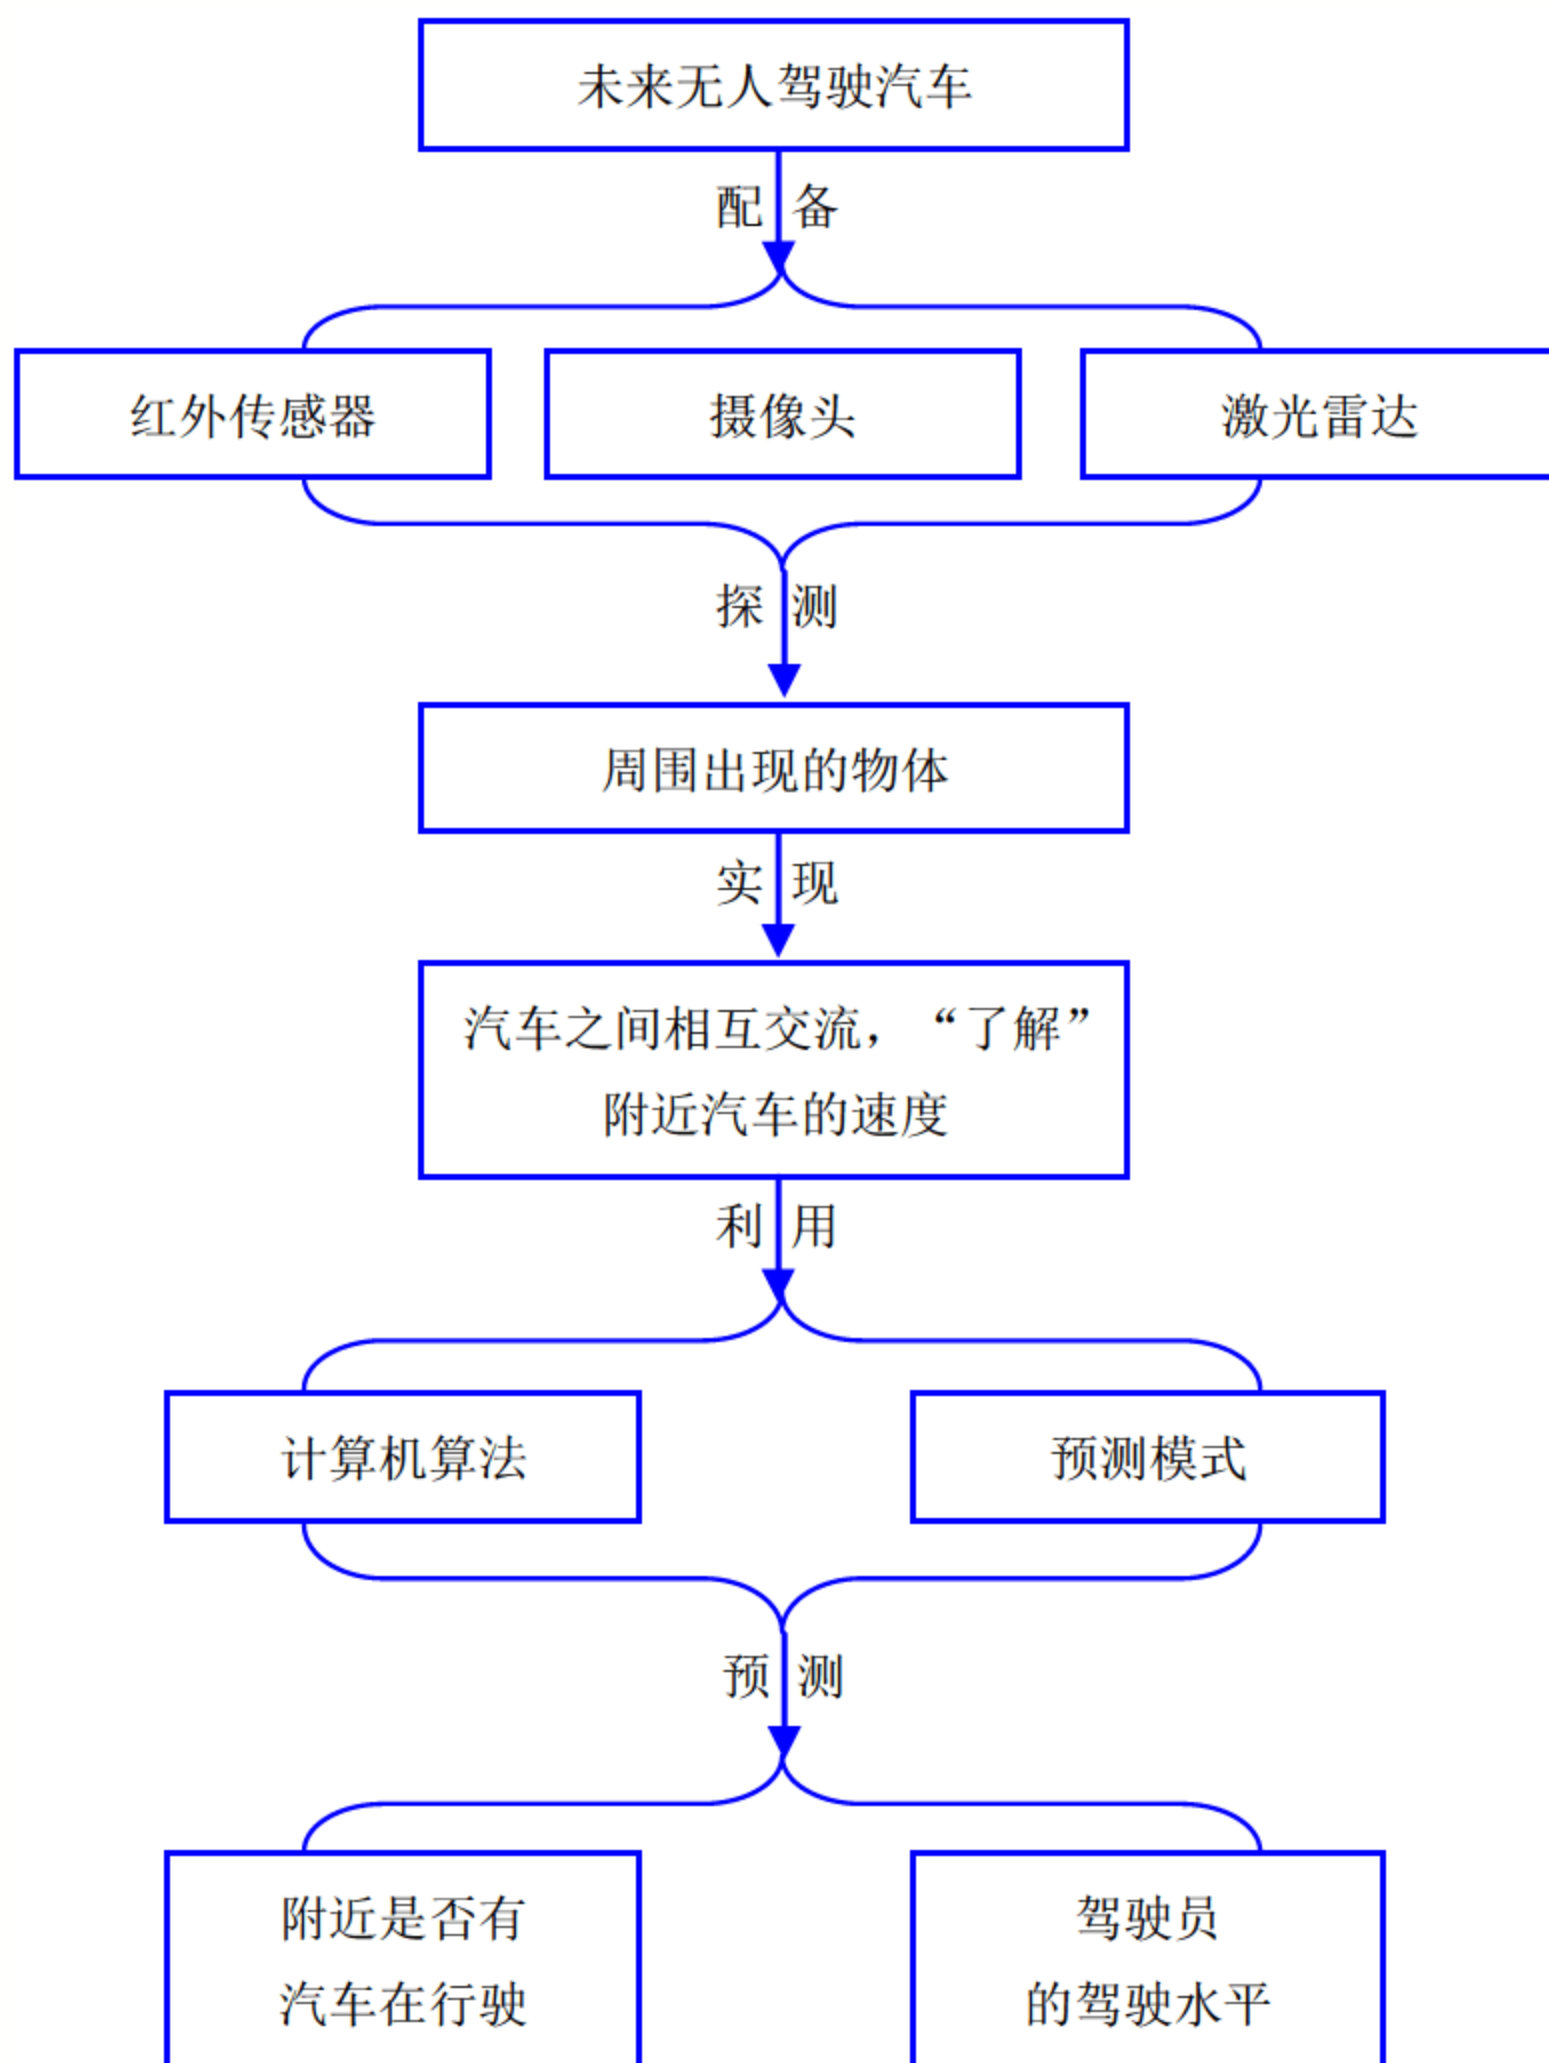 未来无人驾驶汽车
配备
红外传感器
摄像头
激光雷达
探测
周围出现的物体
实现
汽车之间相互交流，“了解”
附近汽车的速度
利用
计算机算法
预测模式
预测
附近是否有
汽车在行驶
驾驶员
的驾驶水平